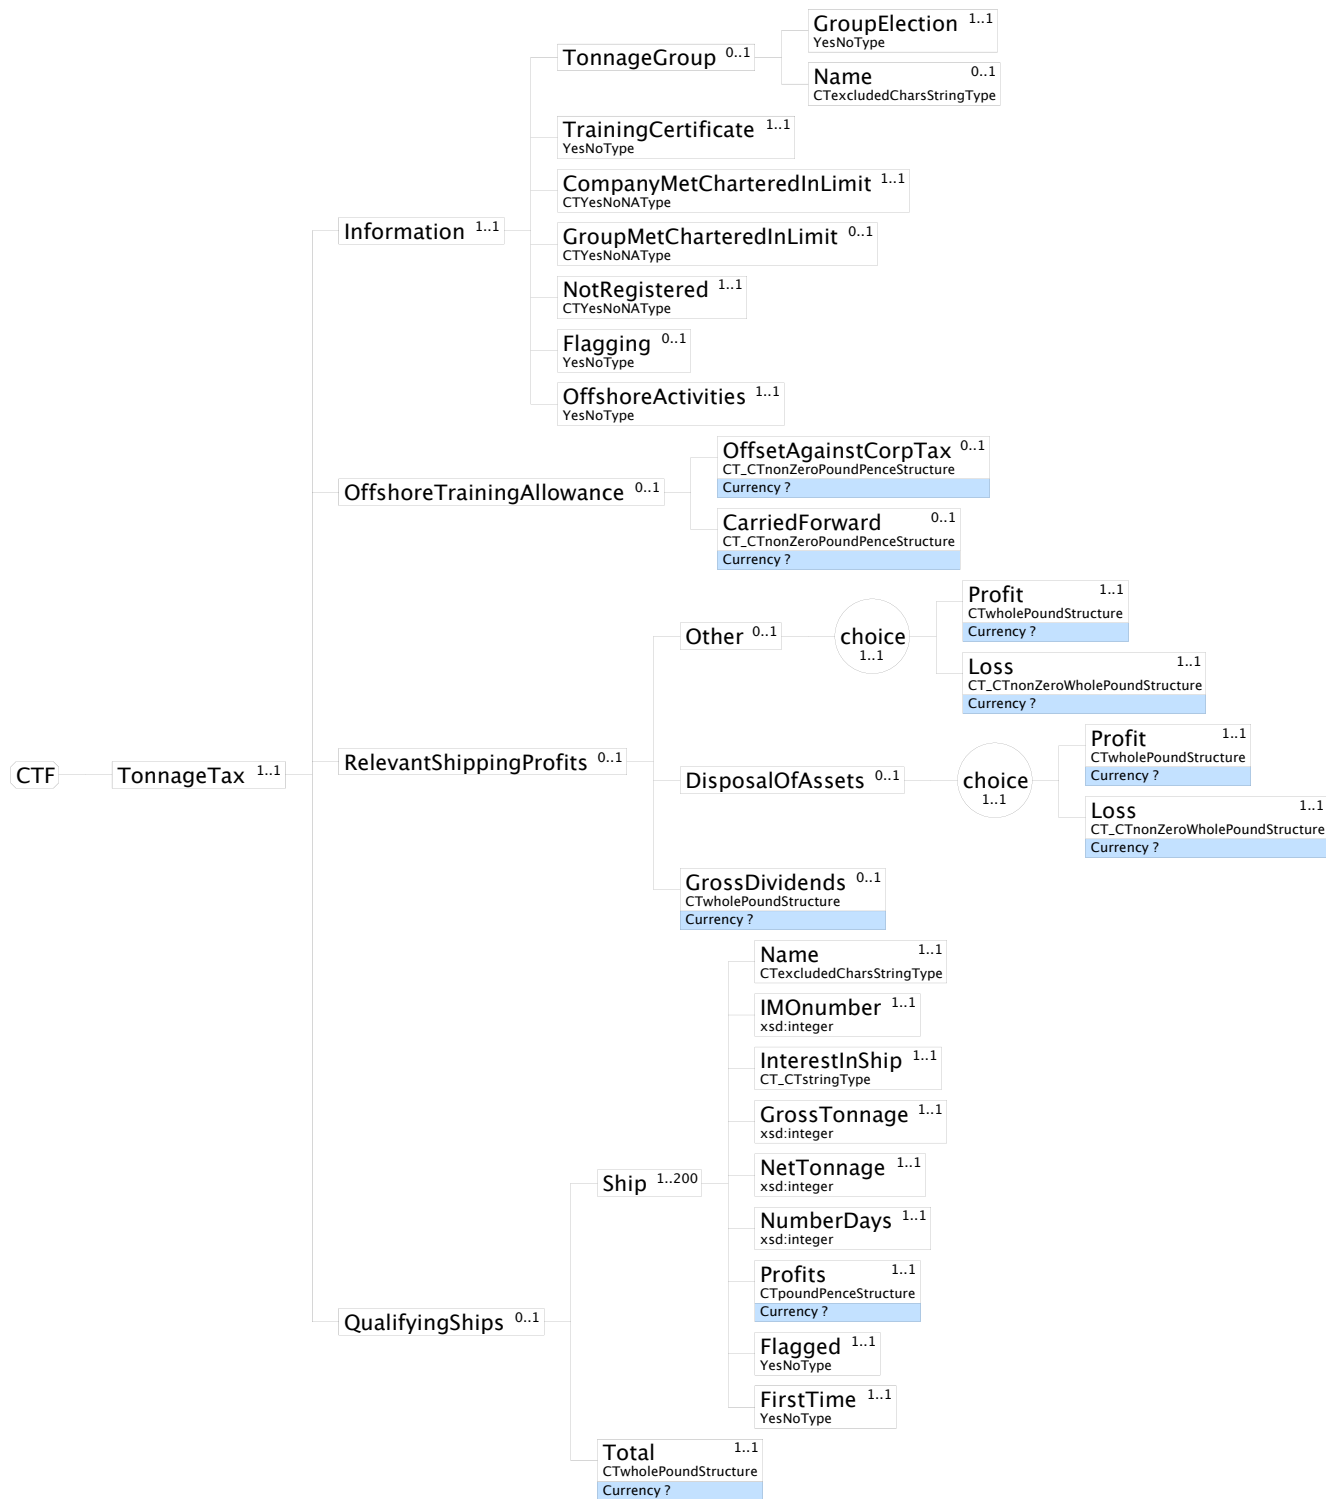 GroupElection 1..1
YesNoType
TonnageGroup 0..1
Name 0..1
CTexcludedCharsStringType
TrainingCertificate 1..1
YesNoType
CompanyMetCharteredInLimit 1..1
CTYesNoNAType
Information 1..1
GroupMetCharteredInLimit 0..1
CTYesNoNAType
NotRegistered 1..1
CTYesNoNAType
Flagging 0..1
YesNoType
OffshoreActivities 1..1
YesNoType
OffsetAgainstCorpTax 0..1
CT_CTnonZeroPoundPenceStructure
Currency ?
OffshoreTrainingAllowance 0..1
CarriedForward 0..1
CT_CTnonZeroPoundPenceStructure
Currency ?
Profit 1..1
CTwholePoundStructure
Currency ?
Other 0..1
choice
1..1
Loss 1..1
CT_CTnonZeroWholePoundStructure
Currency ?
CTF
TonnageTax 1..1
RelevantShippingProfits 0..1
Profit 1..1
CTwholePoundStructure
Currency ?
DisposalOfAssets 0..1
choice
1..1
Loss 1..1
CT_CTnonZeroWholePoundStructure
Currency ?
GrossDividends 0..1
CTwholePoundStructure
Currency ?
Name 1..1
CTexcludedCharsStringType
IMOnumber 1..1
xsd:integer
InterestInShip 1..1
CT_CTstringType
GrossTonnage 1..1
xsd:integer
Ship 1..200
NetTonnage 1..1
xsd:integer
NumberDays 1..1
xsd:integer
Profits 1..1
CTpoundPenceStructure
Currency ?
QualifyingShips 0..1
Flagged 1..1
YesNoType
FirstTime 1..1
YesNoType
Total 1..1
CTwholePoundStructure
Currency ?